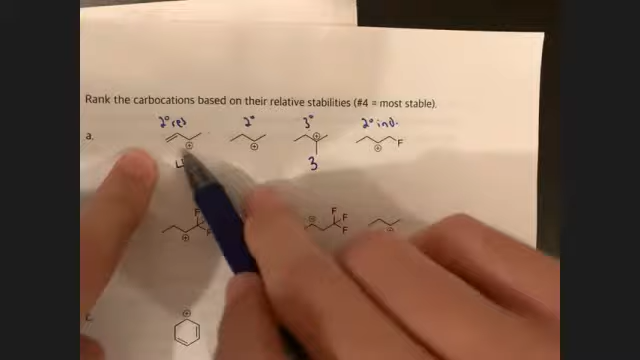 Rank the carbocations based on their relative stabilities (#4 = most stable).
2° res 2° 3° 2° ind.
a. ⊕ ⊕ ⊕ ⊕ F
3
F F F F
⊕ ⊕ F ⊕
⊕